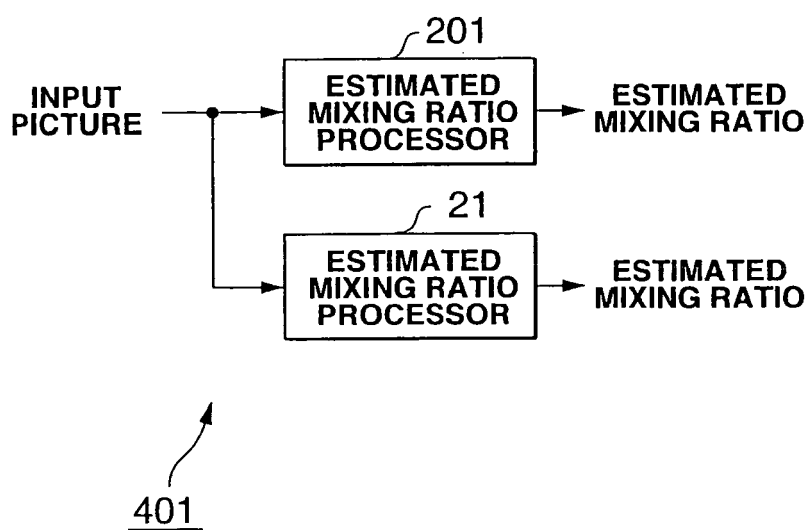 201
INPUT
PICTURE
ESTIMATED
MIXING RATIO
PROCESSOR
ESTIMATED
MIXING RATIO
21
ESTIMATED
MIXING RATIO
PROCESSOR
ESTIMATED
MIXING RATIO
401